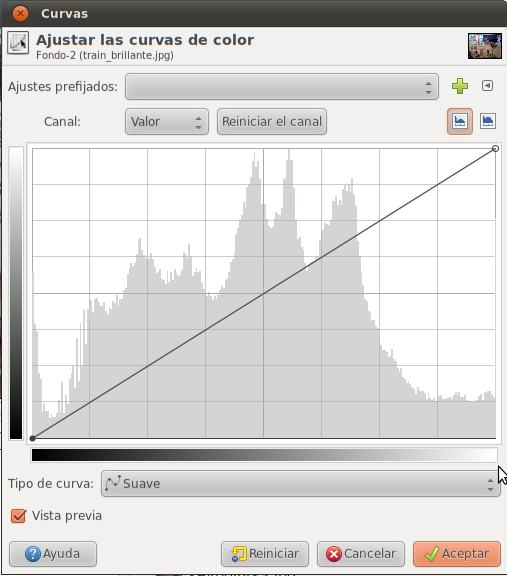 Curvas
Ajustar las curvas de color
Fondo-2 (train_brillante.jpg)
Ajustes prefijados:
Canal: Valor Reiniciar el canal
Tipo de curva: Suave
Vista previa
Ayuda Reiniciar Cancelar Aceptar